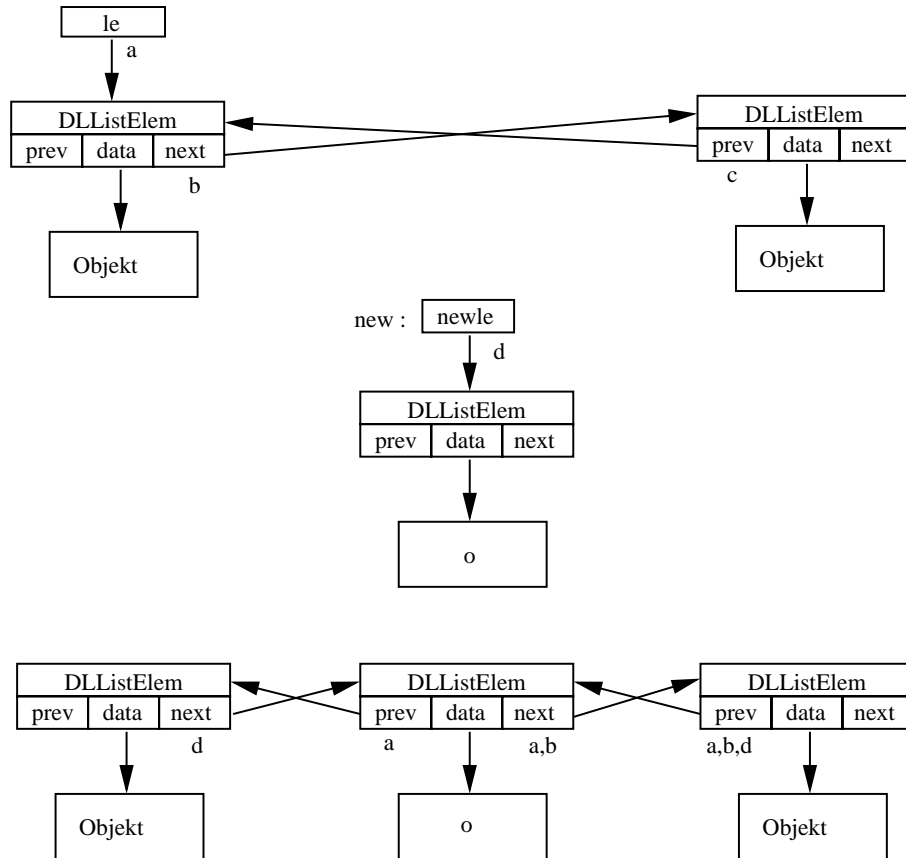 le
a
DLListElem DLListElem
prev data next prev data next
b c
Objekt Objekt
new : newle
d
DLListElem
prev data next
o
DLListElem DLListElem DLListElem
prev data next prev data next prev data next
d a a,b a,b,d
Objekt o Objekt